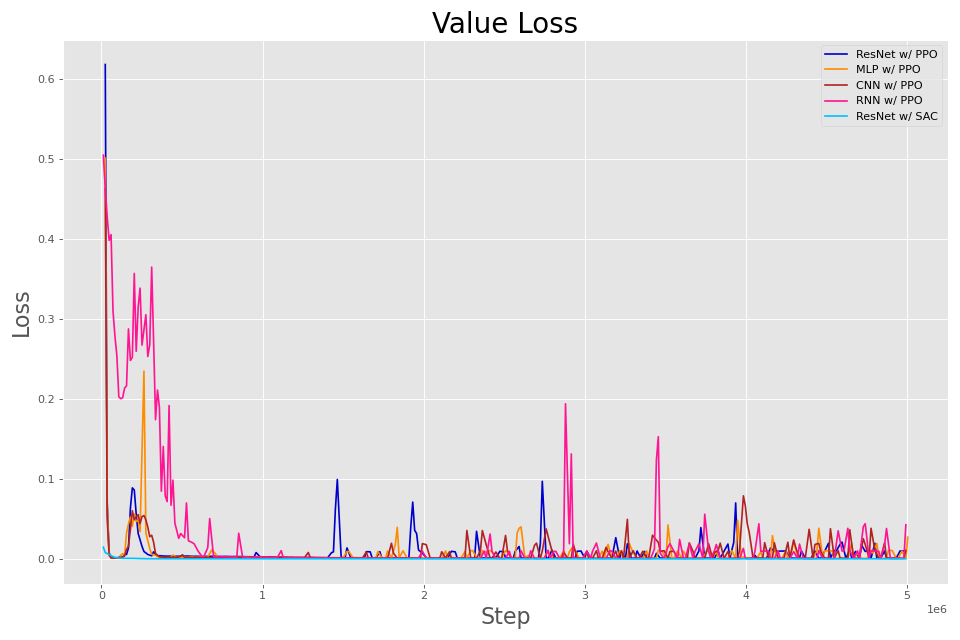 Value Loss
ResNet w/ PPO
MLP w/ PPO
CNN w/ PPO
RNN w/ PPO
ResNet w/ SAC
Loss
0.6
0.5
0.4
0.3
0.2
0.1
0.0
0
1
2
3
4
5
1e6
Step